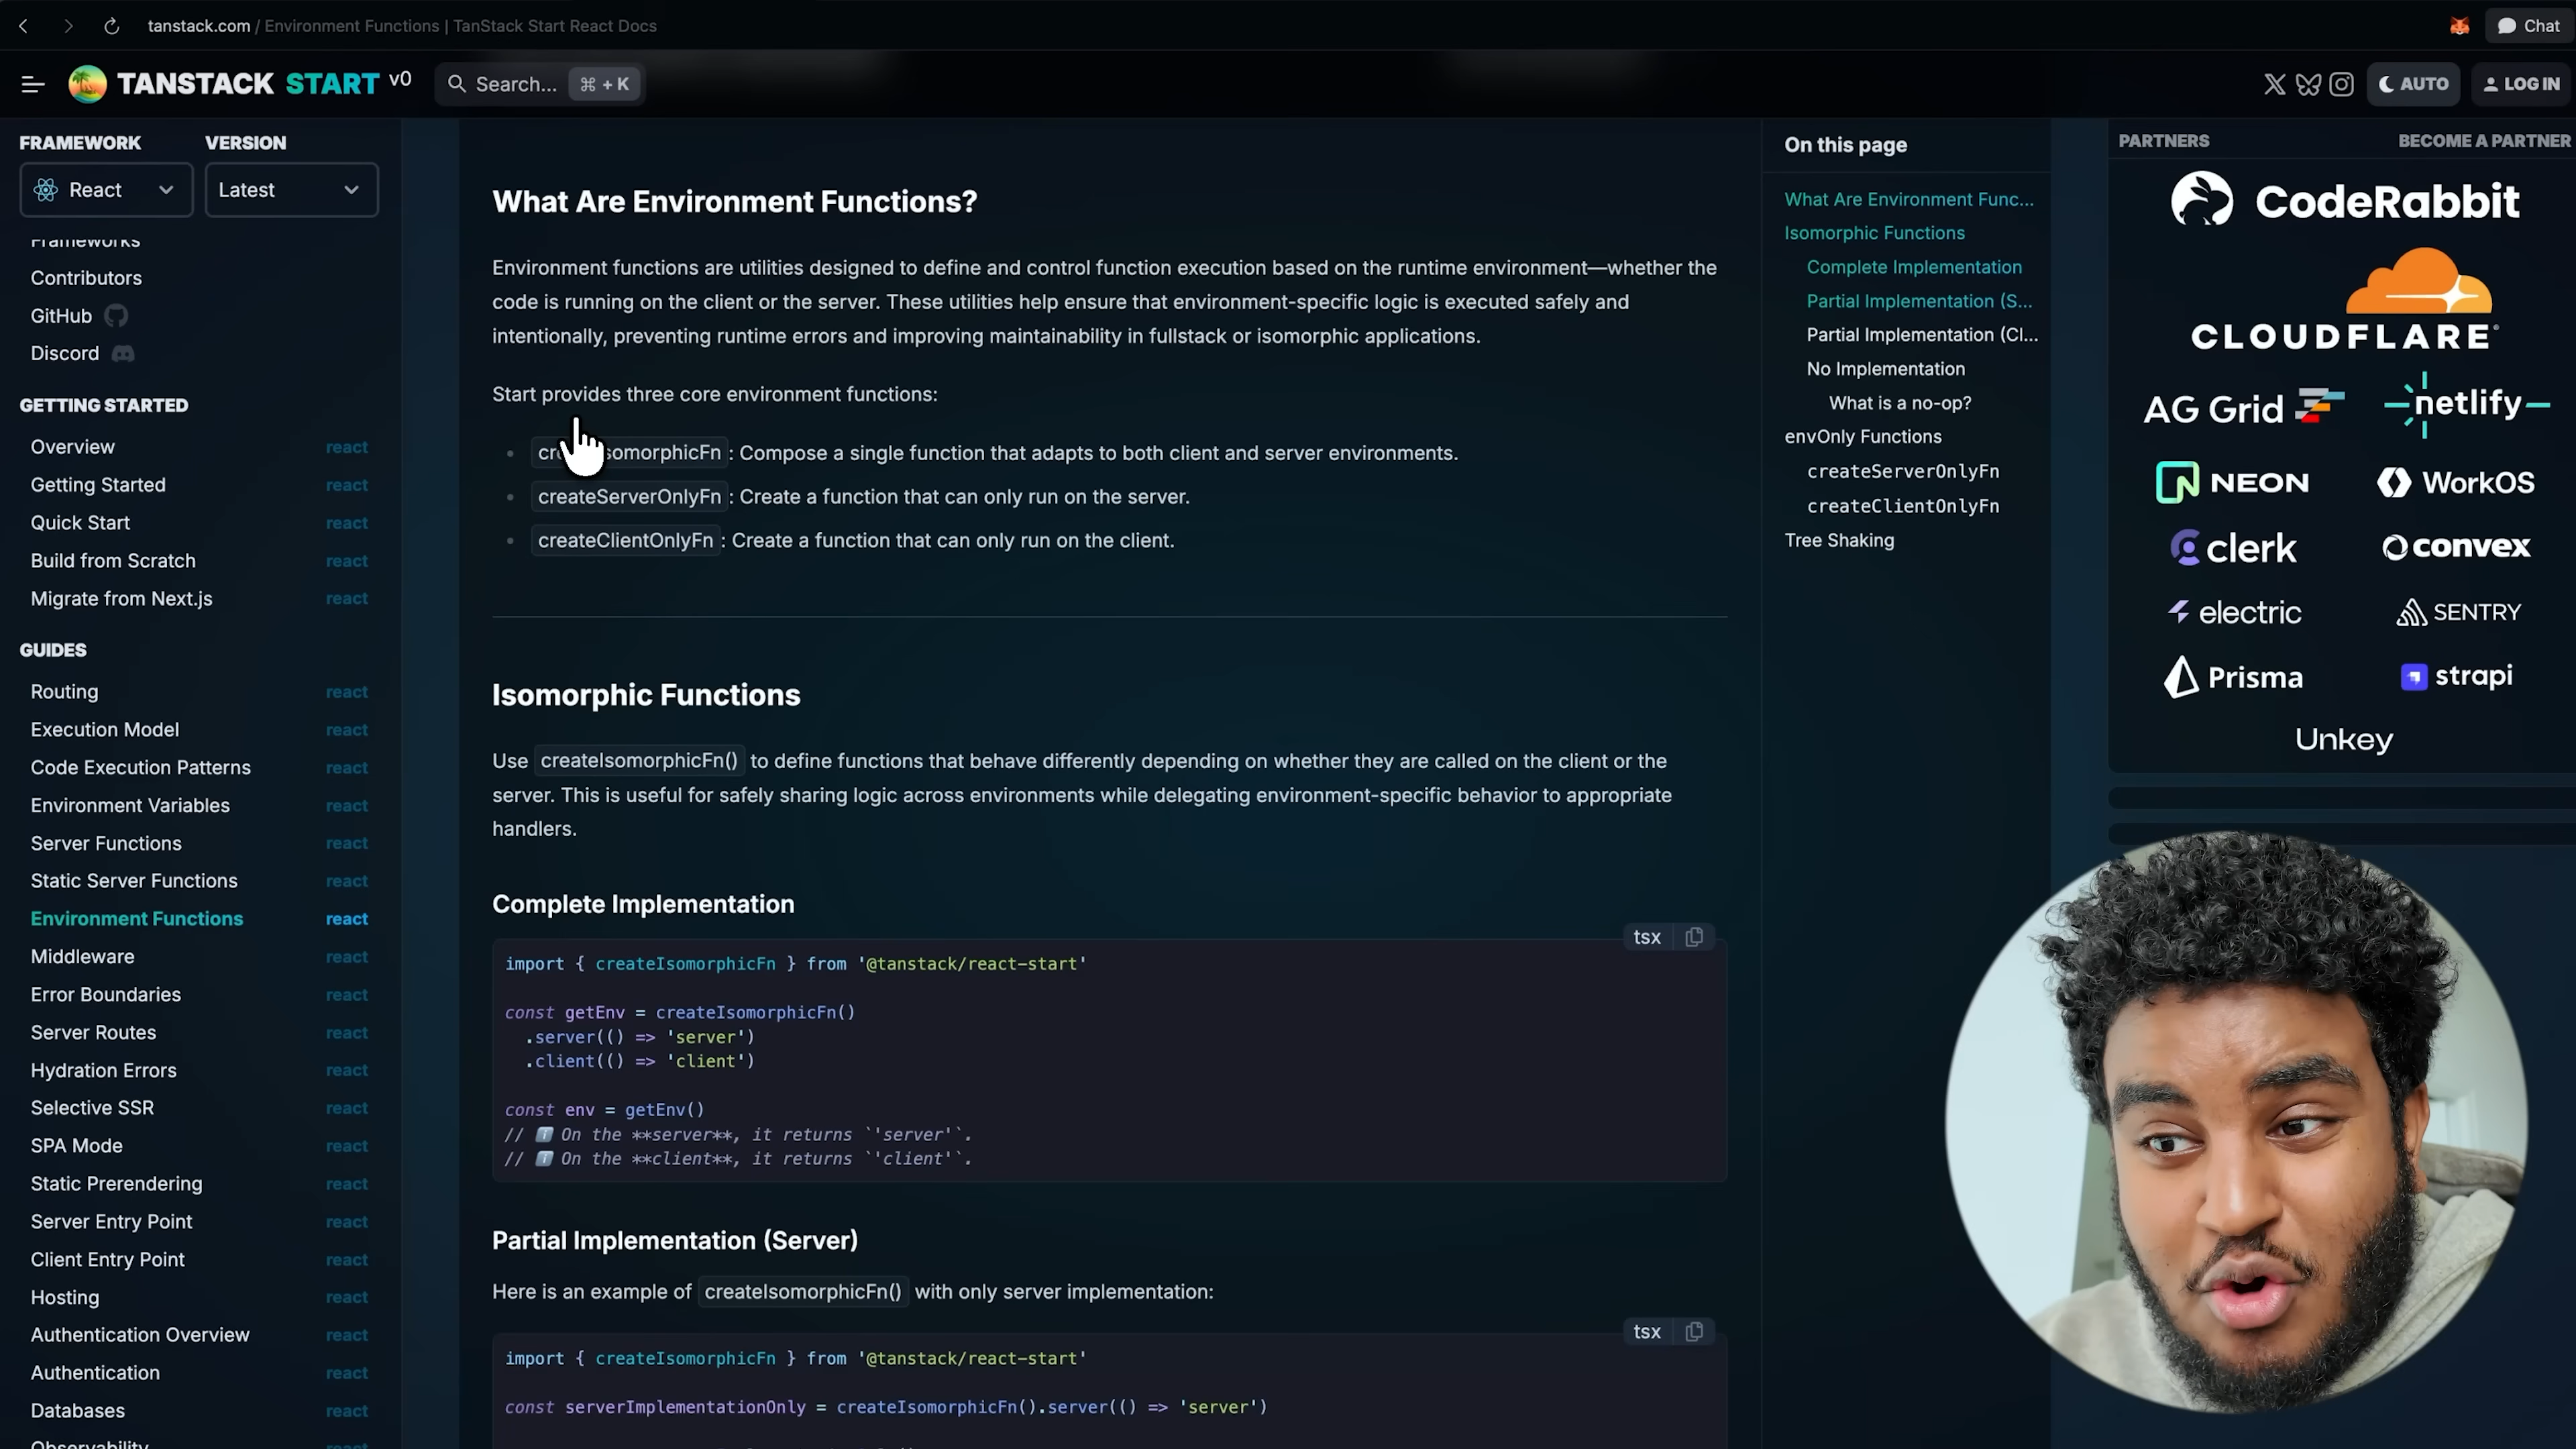 tanstack.com / Environment Functions | TanStack Start React Docs
Chat
TANSTACK START v0
Search... ⌘ + K
AUTO
LOG IN
FRAMEWORK
VERSION
React
Latest
Frameworks
Contributors
GitHub
Discord
GETTING STARTED
Overview react
Getting Started react
Quick Start react
Build from Scratch react
Migrate from Next.js react
GUIDES
Routing react
Execution Model react
Code Execution Patterns react
Environment Variables react
Server Functions react
Static Server Functions react
Environment Functions react
Middleware react
Error Boundaries react
Server Routes react
Hydration Errors react
Selective SSR react
SPA Mode react
Static Prerendering react
Server Entry Point react
Client Entry Point react
Hosting react
Authentication Overview react
Authentication react
Databases react
Observability
What Are Environment Functions?
Environment functions are utilities designed to define and control function execution based on the runtime environment—whether the
code is running on the client or the server. These utilities help ensure that environment-specific logic is executed safely and
intentionally, preventing runtime errors and improving maintainability in fullstack or isomorphic applications.
Start provides three core environment functions:
• createIsomorphicFn : Compose a single function that adapts to both client and server environments.
• createServerOnlyFn : Create a function that can only run on the server.
• createClientOnlyFn : Create a function that can only run on the client.
Isomorphic Functions
Use createIsomorphicFn() to define functions that behave differently depending on whether they are called on the client or the
server. This is useful for safely sharing logic across environments while delegating environment-specific behavior to appropriate
handlers.
Complete Implementation
tsx
import { createIsomorphicFn } from '@tanstack/react-start'
const getEnv = createIsomorphicFn()
.server(() => 'server')
.client(() => 'client')
const env = getEnv()
// ℹ️ On the **server**, it returns `'server'`.
// ℹ️ On the **client**, it returns `'client'`.
Partial Implementation (Server)
Here is an example of createIsomorphicFn() with only server implementation:
tsx
import { createIsomorphicFn } from '@tanstack/react-start'
const serverImplementationOnly = createIsomorphicFn().server(() => 'server')
On this page
What Are Environment Func...
Isomorphic Functions
Complete Implementation
Partial Implementation (S...
Partial Implementation (Cl...
No Implementation
What is a no-op?
envOnly Functions
createServerOnlyFn
createClientOnlyFn
Tree Shaking
PARTNERS
BECOME A PARTNER
CodeRabbit
CLOUDFLARE
AG Grid
netlify
NEON
WorkOS
clerk
convex
electric
SENTRY
Prisma
strapi
Unkey